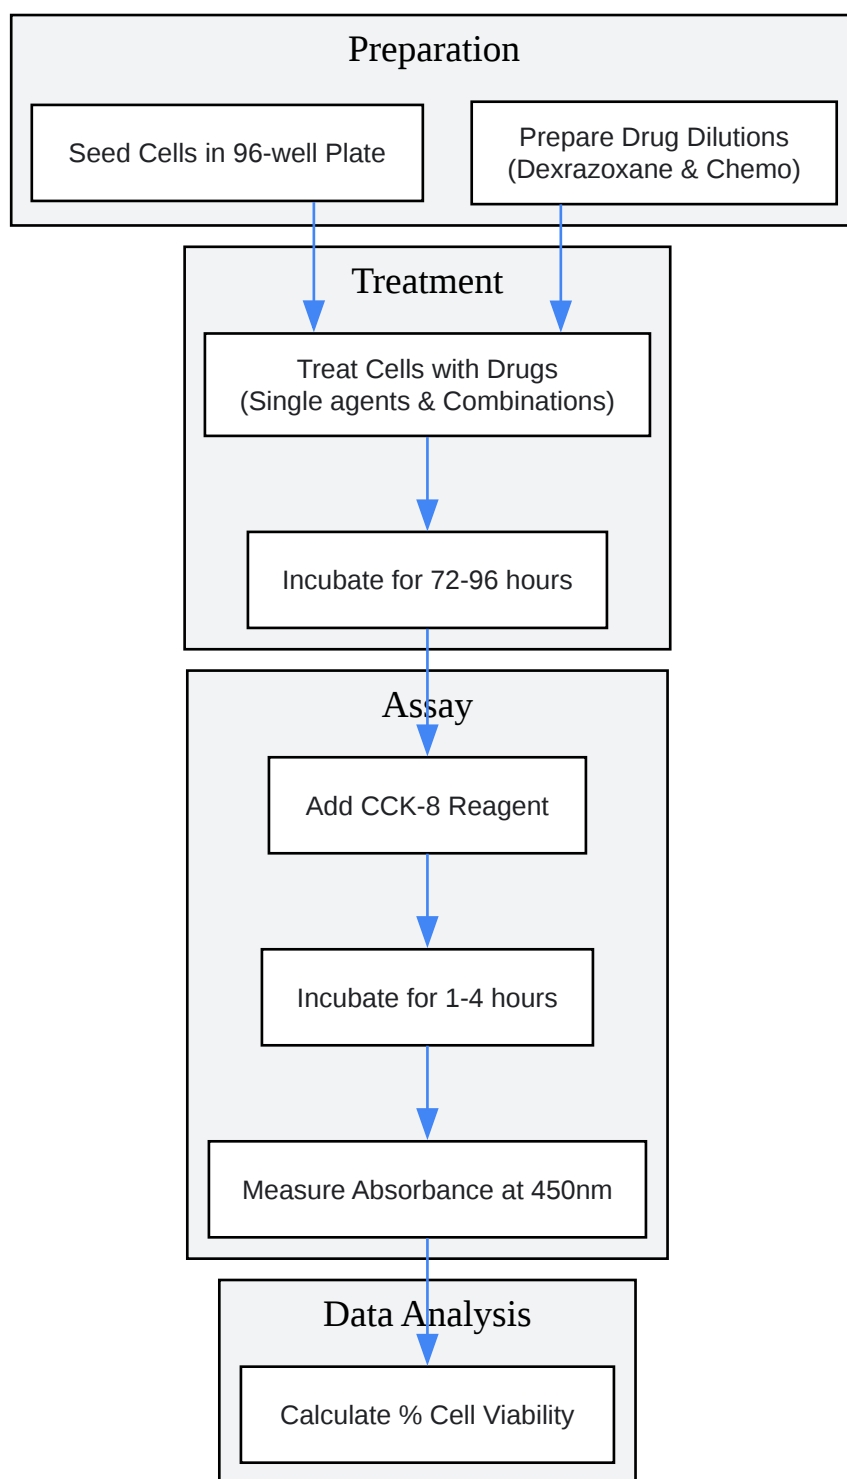 Preparation
Seed Cells in 96-well Plate
Prepare Drug Dilutions
(Dexrazoxane & Chemo)
Treatment
Treat Cells with Drugs
(Single agents & Combinations)
Incubate for 72-96 hours
Assay
Add CCK-8 Reagent
Incubate for 1-4 hours
Measure Absorbance at 450nm
Data Analysis
Calculate % Cell Viability